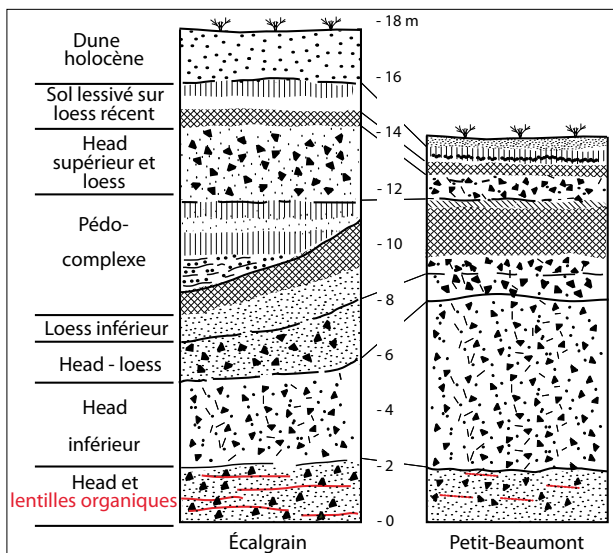 Dune
holocène
Sol lessivé sur
loess récent
Head
supérieur et
loess
Pédo-
complexe
Loess inférieur
Head - loess
Head
inférieur
Head et
lentilles organiques
- 18 m
- 16
- 14
- 12
- 10
- 8
- 6
- 4
- 2
- 0
Écalgrain
Petit-Beaumont